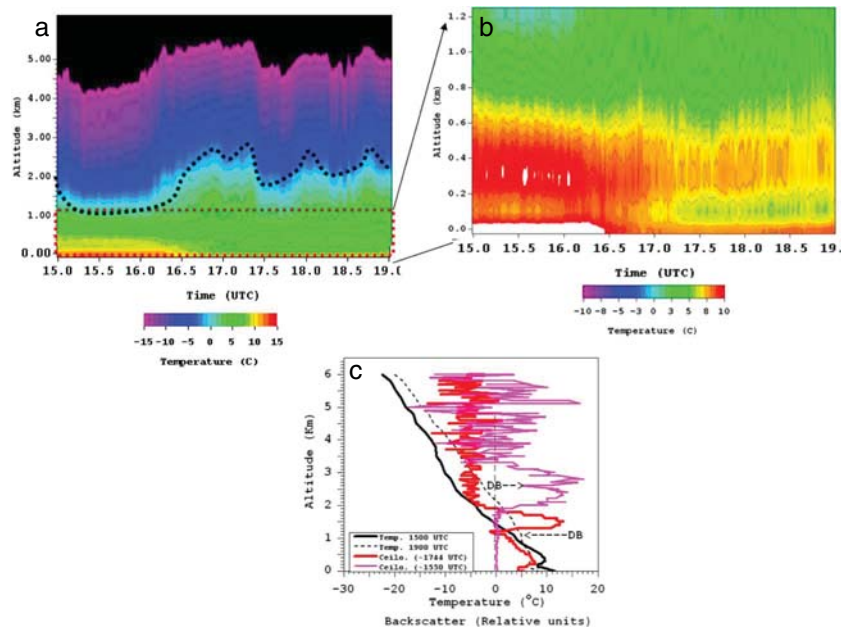 a
5.00
4.00
3.00
2.00
1.00
0.00
Altitude (km)
15.0 15.5 16.0 16.5 17.0 17.5 18.0 18.5 19.0
Time (UTC)
-15 -10 -5 0 5 10 15
Temperature (C)
b
1.2
1.0
0.8
0.6
0.4
0.2
0.0
Altitude (km)
15.0 15.5 16.0 16.5 17.0 17.5 18.0 18.5 19.
Time (UTC)
-10 -8 -5 -3 0 3 5 8 10
Temperature (C)
c
6
5
4
3
2
1
0
Altitude (Km)
DB
DB
Temp. 1500 UTC
Temp. 1900 UTC
Ceilo. (~1744 UTC)
Ceilo. (~1550 UTC)
-30 -20 -10 0 10 20
Temperature (°C)
Backscatter (Relative units)